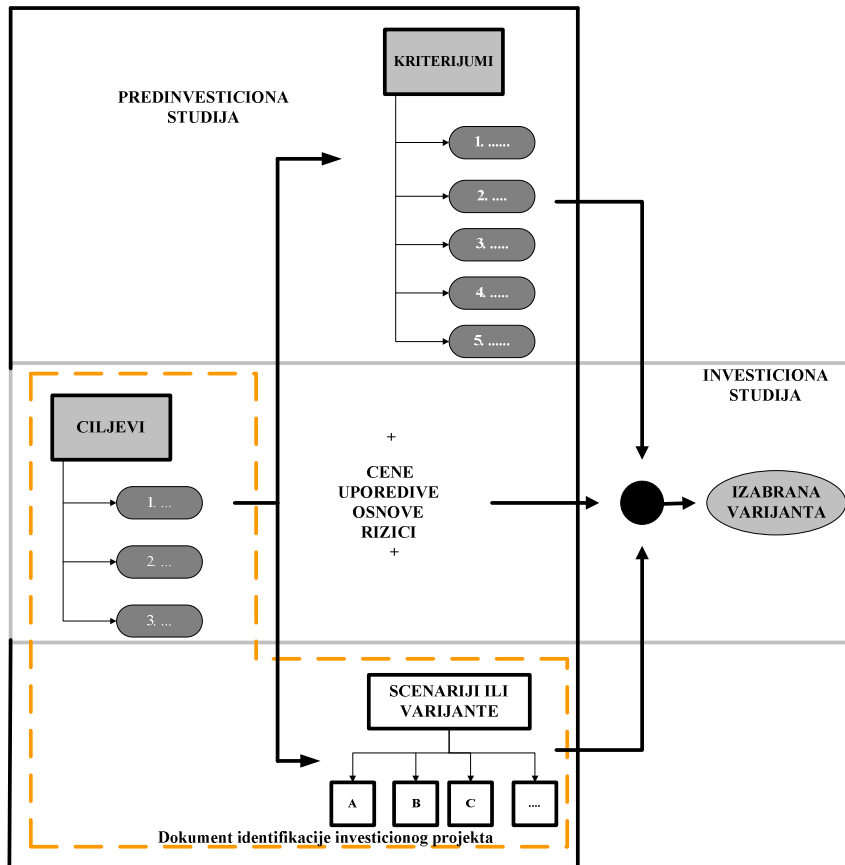 KRITERIJUMI
PREDINVESTICIONA
STUDIJA
1. ......
2. ....
3. .....
4. .....
5. ......
INVESTICIONA
STUDIJA
CILJEVI
1. ...
2. ...
3. ...
+
CENE
UPOREDIVE
OSNOVE
RIZICI
+
IZABRANA
VARIJANTA
SCENARIJI ILI
VARIJANTE
A
B
C
....
Dokument identifikacije investicionog projekta